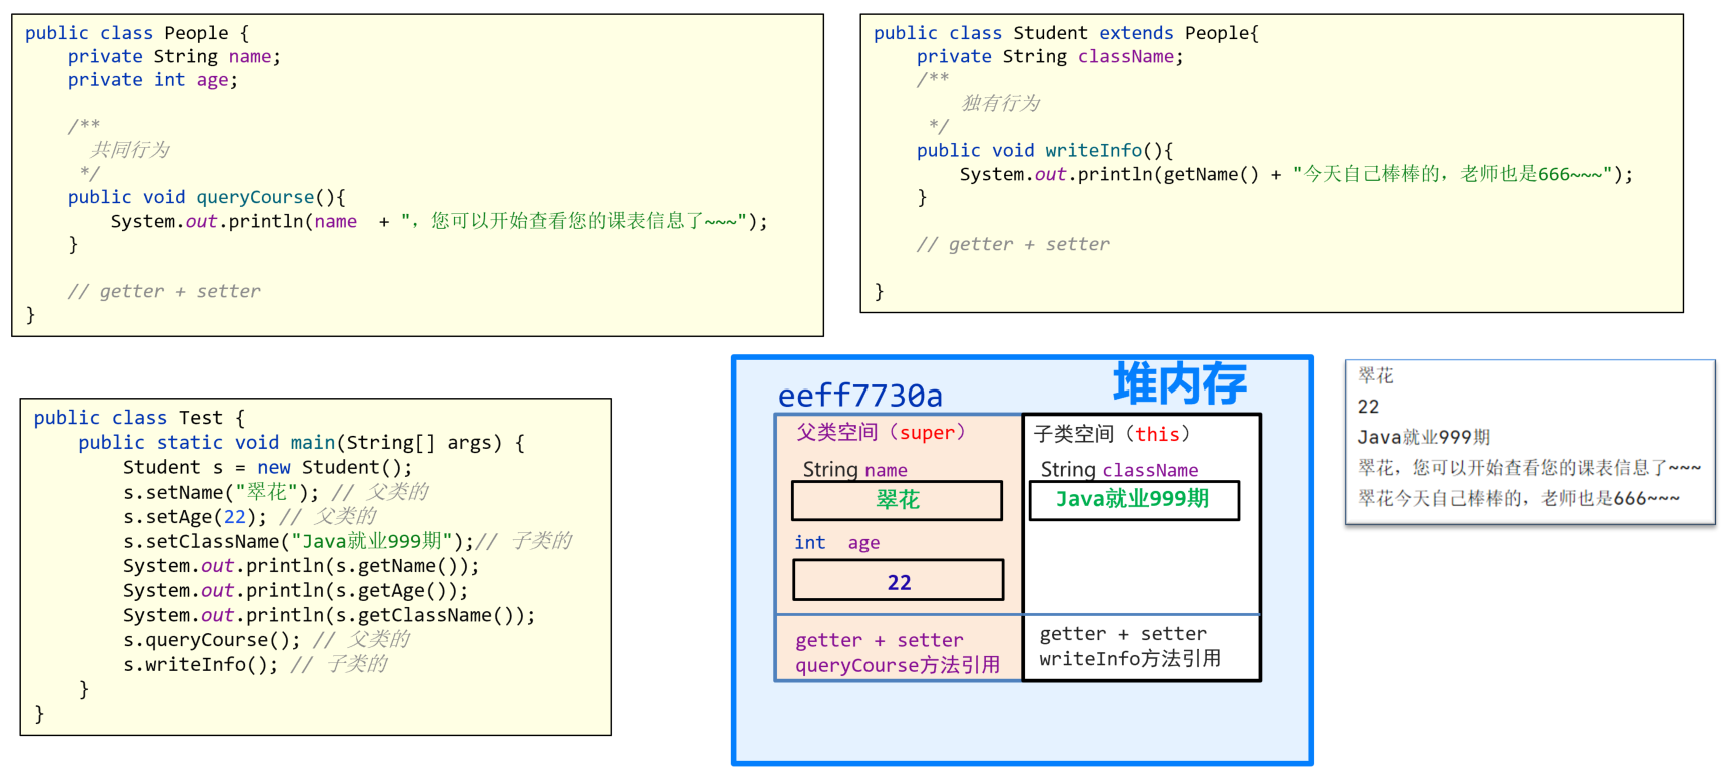 public class People {
    private String name;
    private int age;
    /**
      共同行为
     */
    public void queryCourse(){
        System.out.println(name  + ", 您可以开始查看您的课表信息了~~~");
    }
    // getter + setter
}
public class Student extends People{
    private String className;
    /**
        独有行为
     */
    public void writeInfo(){
        System.out.println(getName() + "今天自己棒棒的, 老师也是666~~~");
    }
    // getter + setter
}
public class Test {
    public static void main(String[] args) {
        Student s = new Student();
        s.setName("翠花"); // 父类的
        s.setAge(22); // 父类的
        s.setClassName("Java就业999期");// 子类的
        System.out.println(s.getName());
        System.out.println(s.getAge());
        System.out.println(s.getClassName());
        s.queryCourse(); // 父类的
        s.writeInfo(); // 子类的
    }
}
堆内存
eeff7730a
父类空间（super）
String name
翠花
int  age
22
getter + setter
queryCourse方法引用
子类空间（this）
String className
Java就业999期
getter + setter
writeInfo方法引用
翠花
22
Java就业999期
翠花, 您可以开始查看您的课表信息了~~~
翠花今天自己棒棒的, 老师也是666~~~